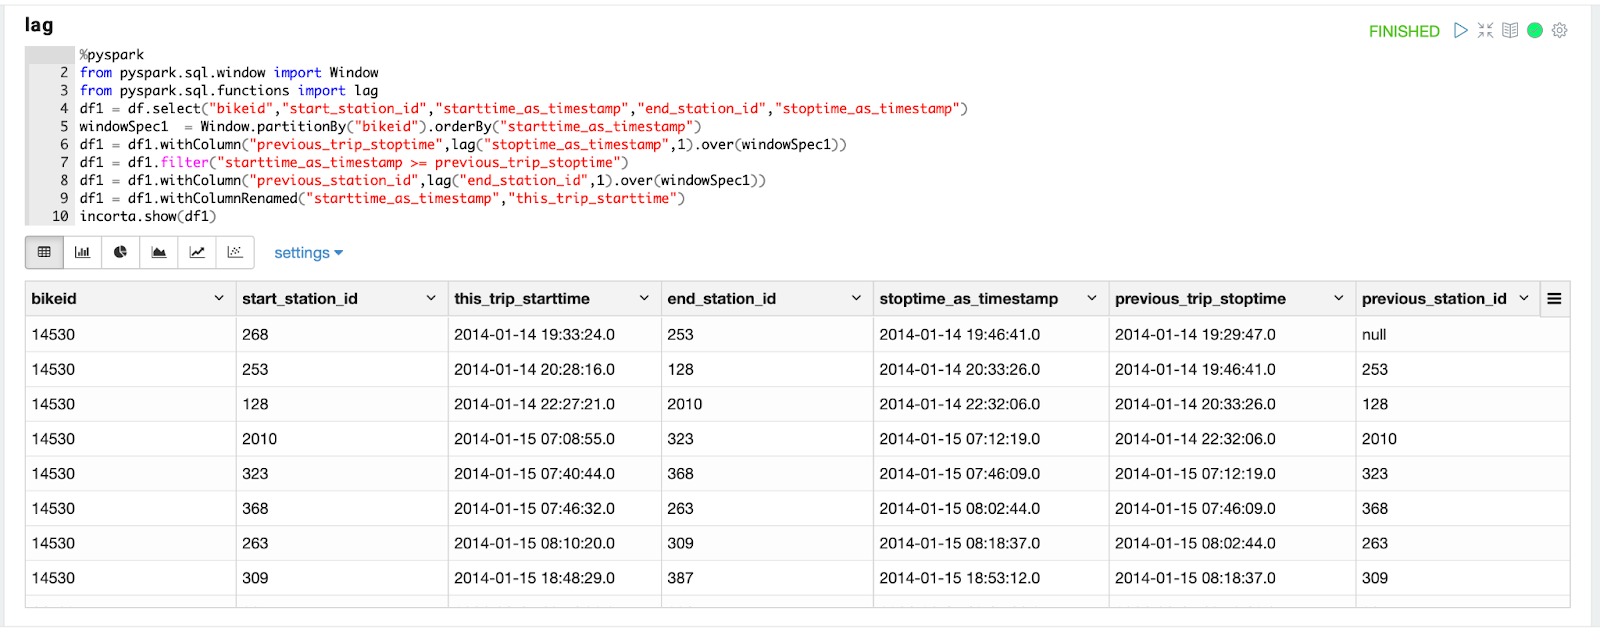 lag
FINISHED
%pyspark
2 from pyspark.sql.window import Window
3 from pyspark.sql.functions import lag
4 df1 = df.select("bikeid","start_station_id","starttime_as_timestamp","end_station_id","stoptime_as_timestamp")
5 windowSpec1  = Window.partitionBy("bikeid").orderBy("starttime_as_timestamp")
6 df1 = df1.withColumn("previous_trip_stoptime",lag("stoptime_as_timestamp",1).over(windowSpec1))
7 df1 = df1.filter("starttime_as_timestamp >= previous_trip_stoptime")
8 df1 = df1.withColumn("previous_station_id",lag("end_station_id",1).over(windowSpec1))
9 df1 = df1.withColumnRenamed("starttime_as_timestamp","this_trip_starttime")
10 incorta.show(df1)
settings
bikeid start_station_id this_trip_starttime end_station_id stoptime_as_timestamp previous_trip_stoptime previous_station_id
14530 268 2014-01-14 19:33:24.0 253 2014-01-14 19:46:41.0 2014-01-14 19:29:47.0 null
14530 253 2014-01-14 20:28:16.0 128 2014-01-14 20:33:26.0 2014-01-14 19:46:41.0 253
14530 128 2014-01-14 22:27:21.0 2010 2014-01-14 22:32:06.0 2014-01-14 20:33:26.0 128
14530 2010 2014-01-15 07:08:55.0 323 2014-01-15 07:12:19.0 2014-01-14 22:32:06.0 2010
14530 323 2014-01-15 07:40:44.0 368 2014-01-15 07:46:09.0 2014-01-15 07:12:19.0 323
14530 368 2014-01-15 07:46:32.0 263 2014-01-15 08:02:44.0 2014-01-15 07:46:09.0 368
14530 263 2014-01-15 08:10:20.0 309 2014-01-15 08:18:37.0 2014-01-15 08:02:44.0 263
14530 309 2014-01-15 18:48:29.0 387 2014-01-15 18:53:12.0 2014-01-15 08:18:37.0 309